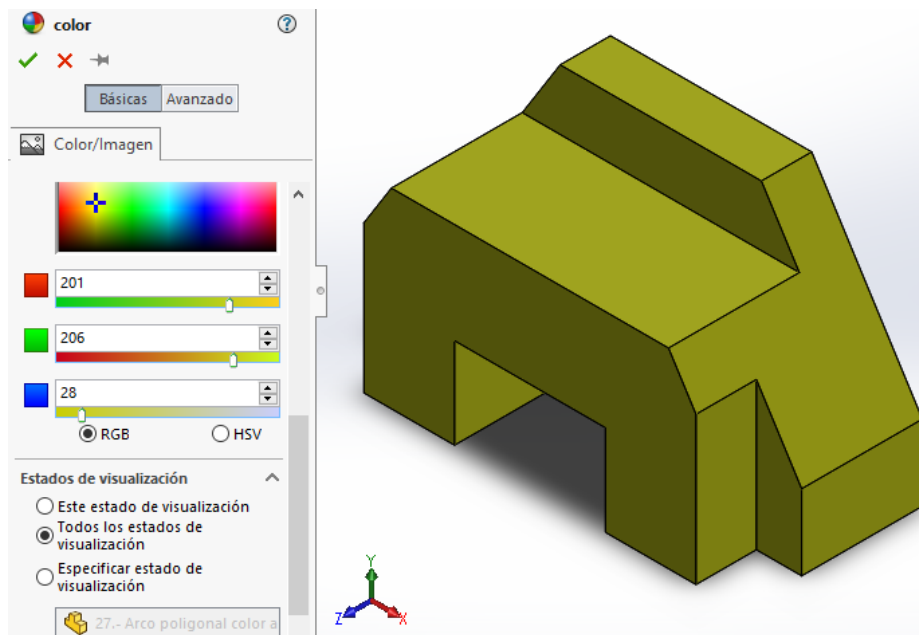 color
Básicas Avanzado
Color/Imagen
201
206
28
RGB HSV
Estados de visualización
Este estado de visualización
Todos los estados de
visualización
Especificar estado de
visualización
27.- Arco poligonal color a
Y
Z X